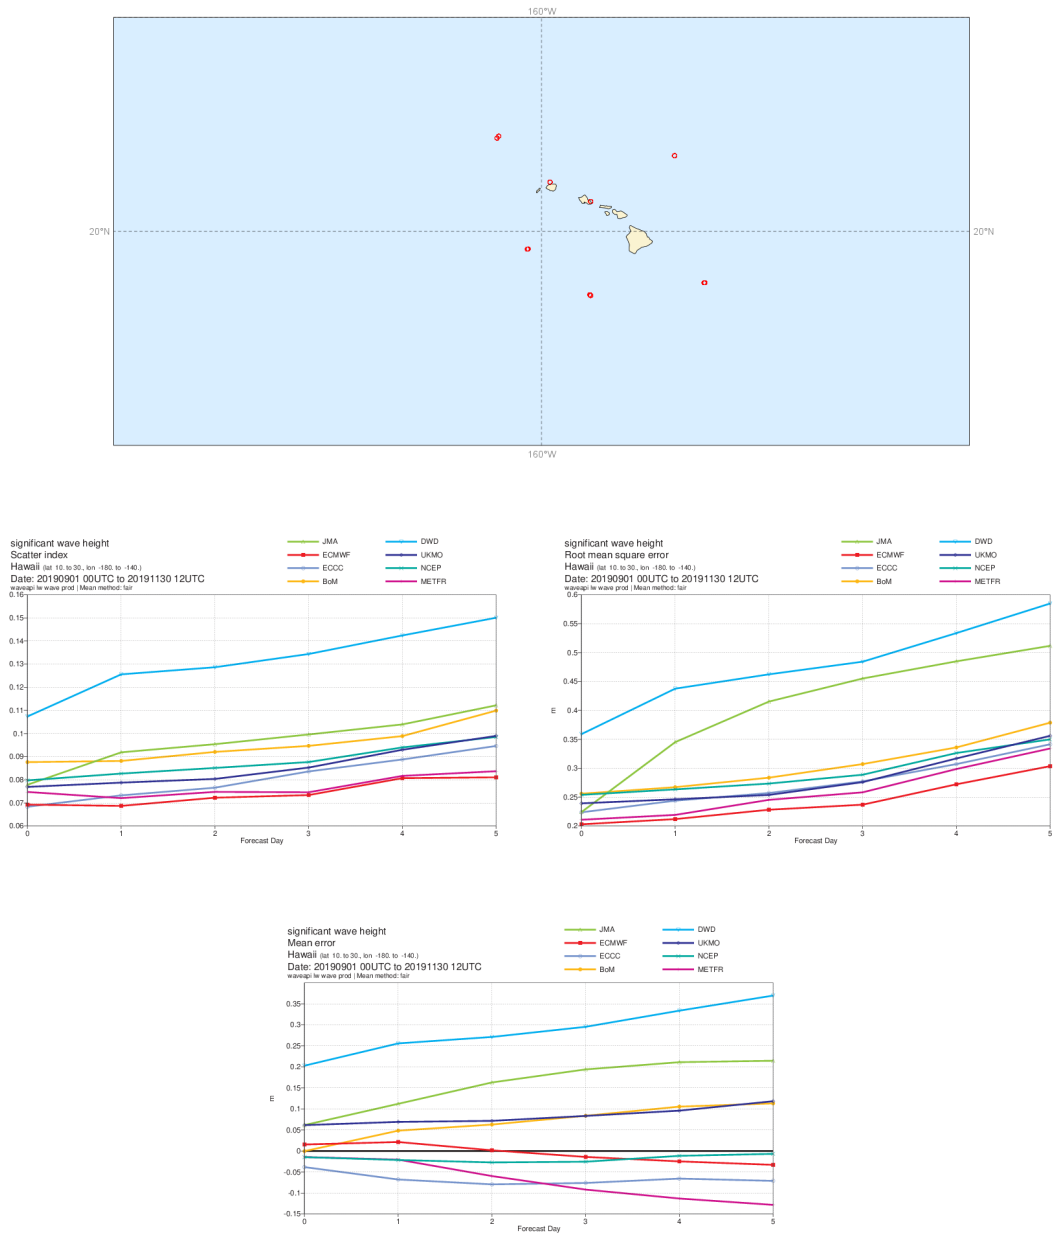 160°W
20°N
20°N
160°W
significant wave height
Scatter index
Hawaii (lat 10. to 30., lon -180. to -140.)
Date: 20190901 00UTC to 20191130 12UTC
waveapi lw wave prod | Mean method: fair
JMA
ECMWF
ECCC
BoM
DWD
UKMO
NCEP
METFR
0.16
0.15
0.14
0.13
0.12
0.11
0.1
0.09
0.08
0.07
0.06
0 1 2 3 4 5
Forecast Day
significant wave height
Root mean square error
Hawaii (lat 10. to 30., lon -180. to -140.)
Date: 20190901 00UTC to 20191130 12UTC
waveapi lw wave prod | Mean method: fair
JMA
ECMWF
ECCC
BoM
DWD
UKMO
NCEP
METFR
0.6
0.55
0.5
0.45
0.4
0.35
0.3
0.25
0.2
m
0 1 2 3 4 5
Forecast Day
significant wave height
Mean error
Hawaii (lat 10. to 30., lon -180. to -140.)
Date: 20190901 00UTC to 20191130 12UTC
waveapi lw wave prod | Mean method: fair
JMA
ECMWF
ECCC
BoM
DWD
UKMO
NCEP
METFR
0.35
0.3
0.25
0.2
0.15
0.1
0.05
0
-0.05
-0.1
-0.15
m
0 1 2 3 4 5
Forecast Day